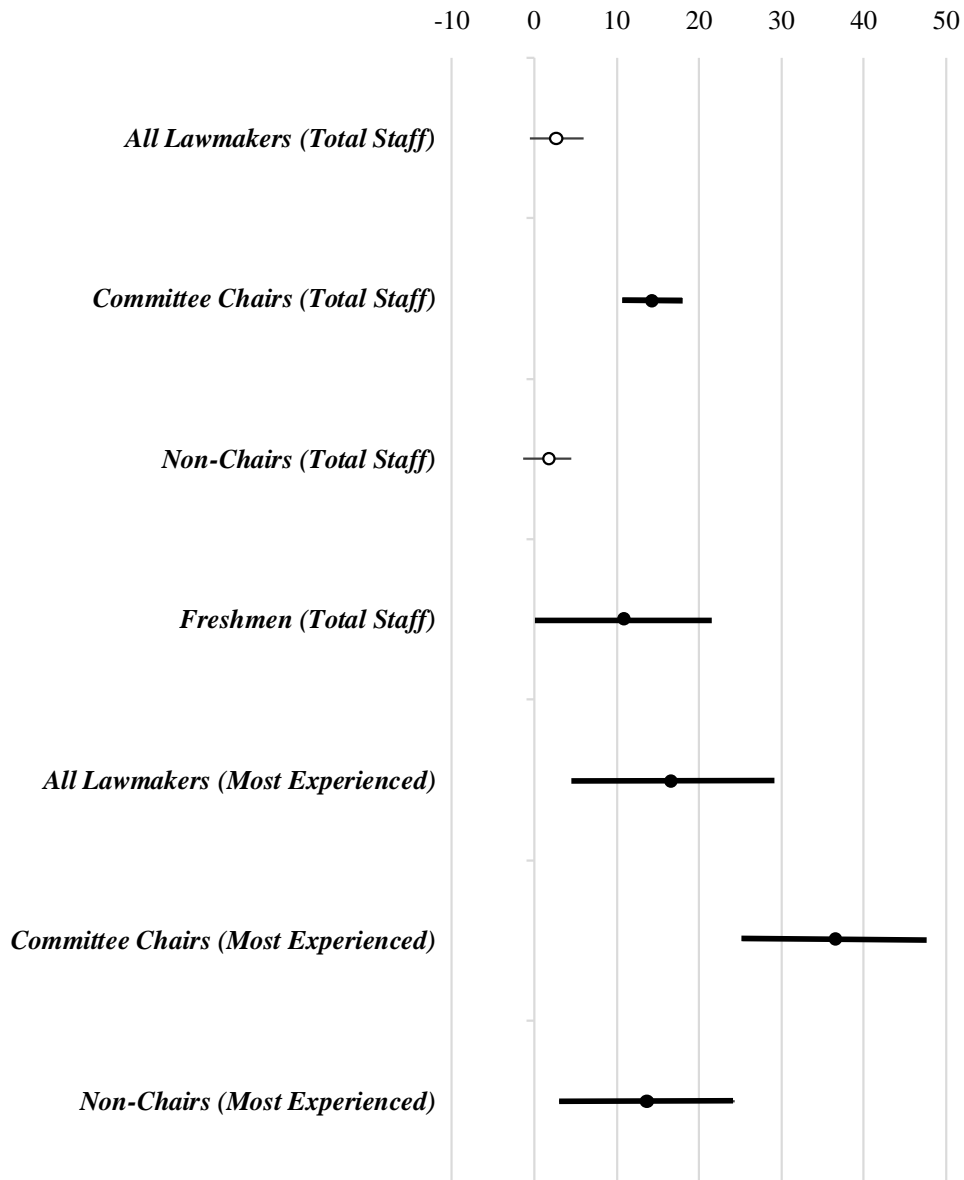 -10 0 10 20 30 40 50
All Lawmakers (Total Staff)
Committee Chairs (Total Staff)
Non-Chairs (Total Staff)
Freshmen (Total Staff)
All Lawmakers (Most Experienced)
Committee Chairs (Most Experienced)
Non-Chairs (Most Experienced)